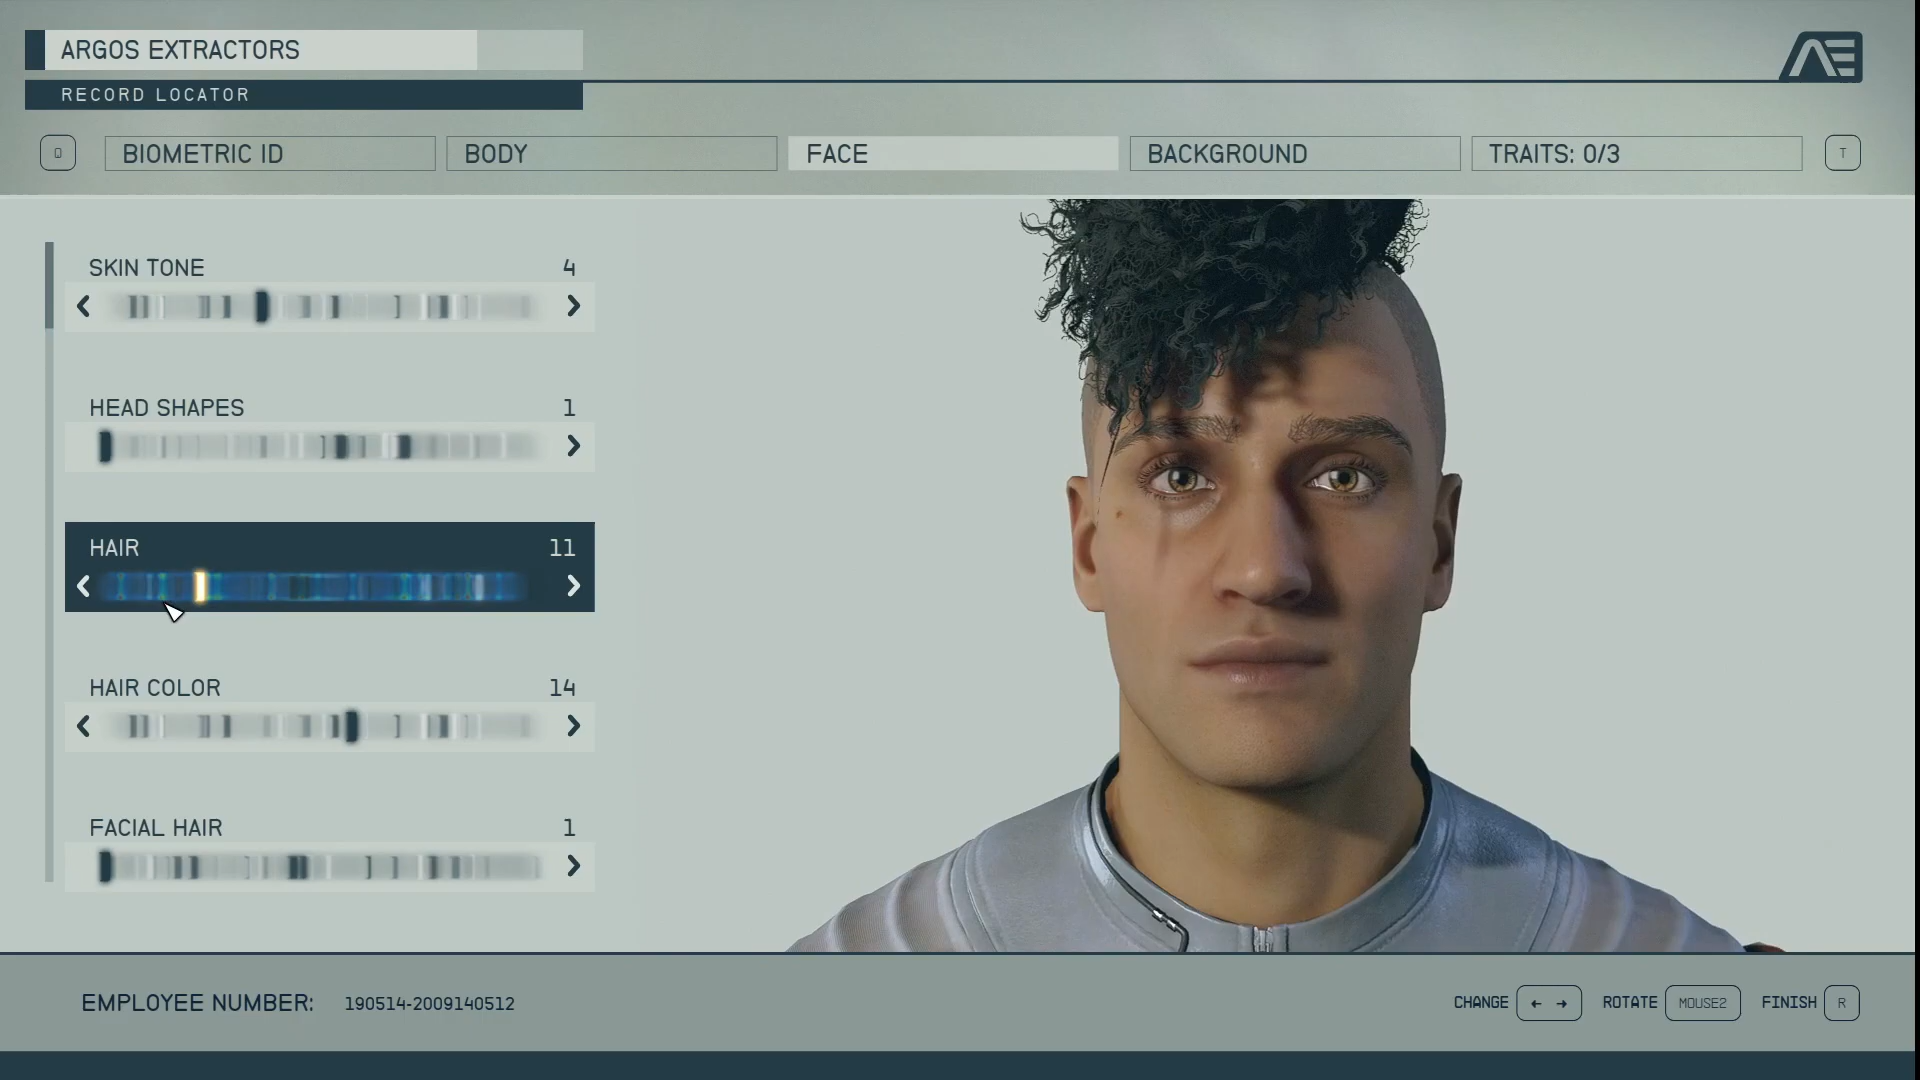 ARGOS EXTRACTORS
RECORD LOCATOR
Q BIOMETRIC ID BODY FACE BACKGROUND TRAITS: 0/3 T
SKIN TONE 4
HEAD SHAPES 1
HAIR 11
HAIR COLOR 14
FACIAL HAIR 1
EMPLOYEE NUMBER: 190514-2009140512 CHANGE ← → ROTATE MOUSE2 FINISH R